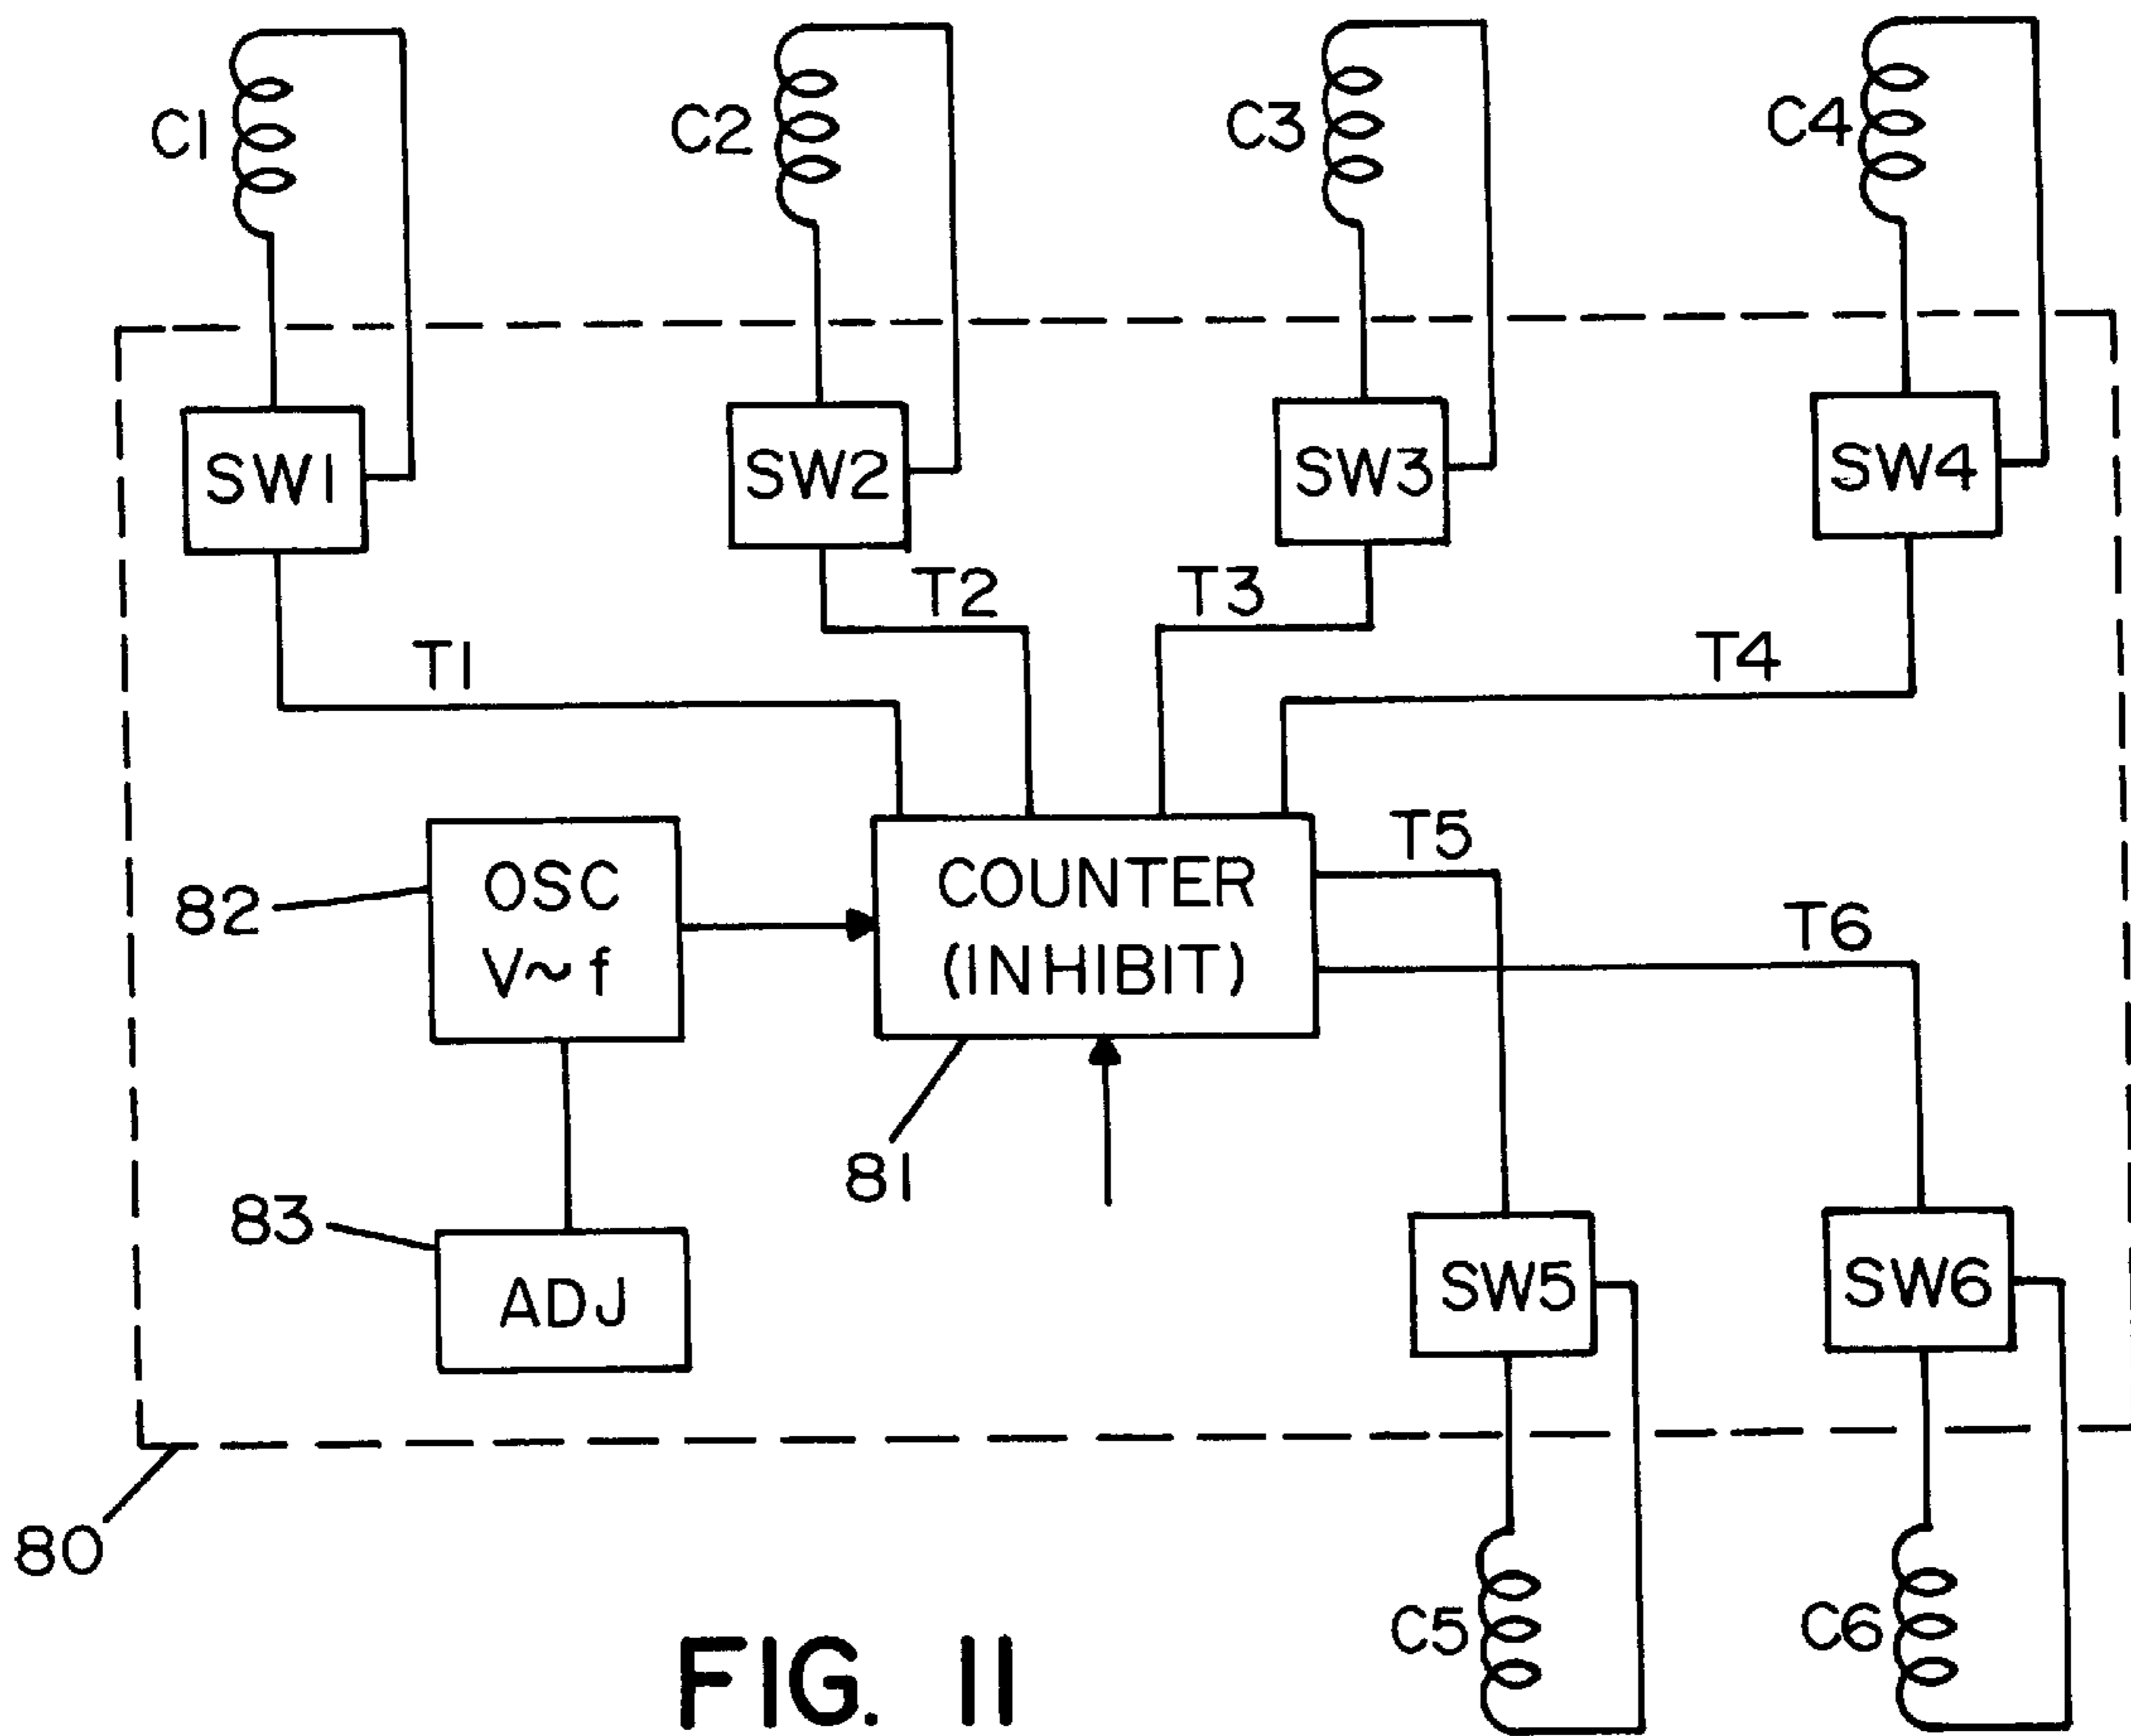 C1
C2
C3
C4
SW1
SW2
SW3
SW4
T1
T2
T3
T4
82
OSC
V~f
COUNTER
(INHIBIT)
T5
T6
81
83
ADJ
SW5
SW6
80
C5
C6
FIG. 11